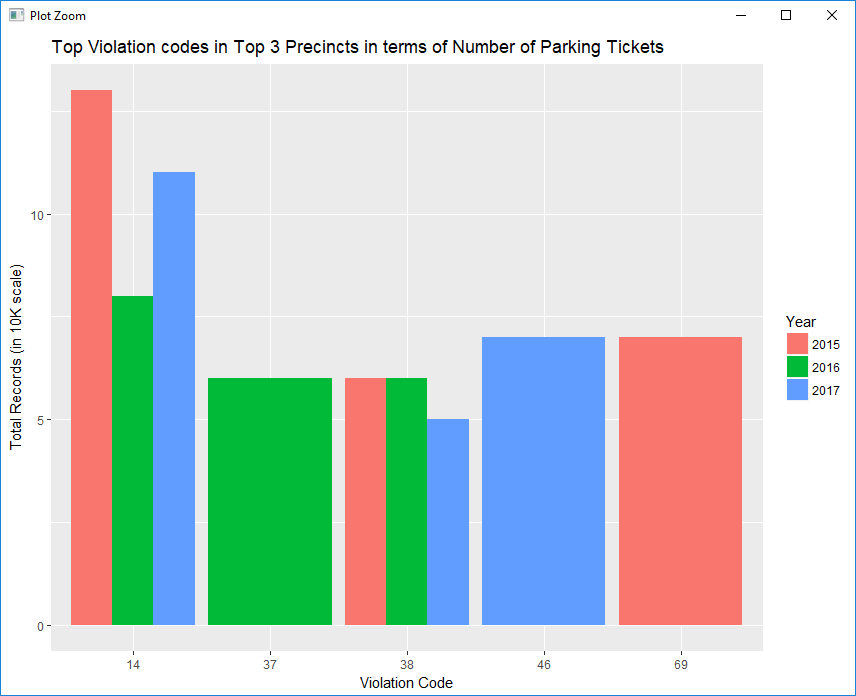 Plot Zoom
Top Violation codes in Top 3 Precincts in terms of Number of Parking Tickets
Total Records (in 10K scale)
10
5
0
14 37 38 46 69
Violation Code
Year
2015
2016
2017